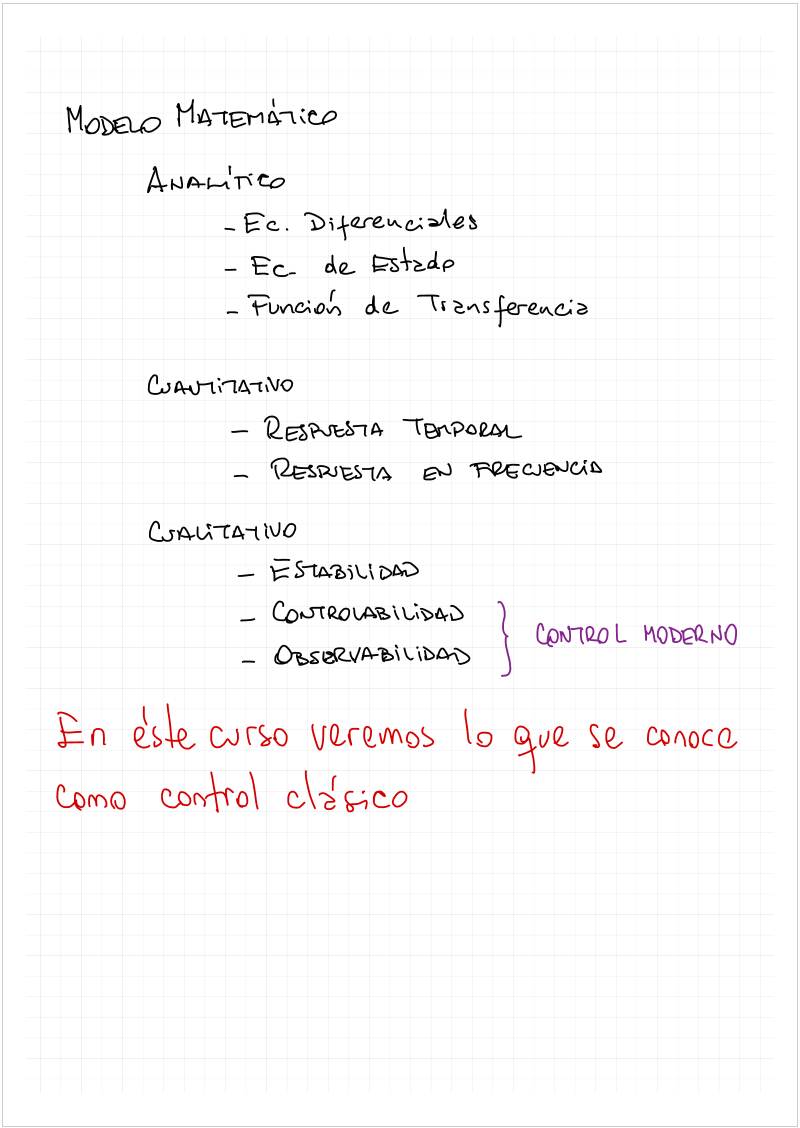 MODELO MATEMÁTICO
ANALÍTICO
- Ec. Diferenciales
- Ec. de Estado
- Función de Transferencia
CUANTITATIVO
- RESPUESTA TEMPORAL
- RESPUESTA EN FRECUENCIA
CUALITATIVO
- ESTABILIDAD
- CONTROLABILIDAD
- OBSERVABILIDAD
} CONTROL MODERNO
En éste curso veremos lo que se conoce
como control clásico